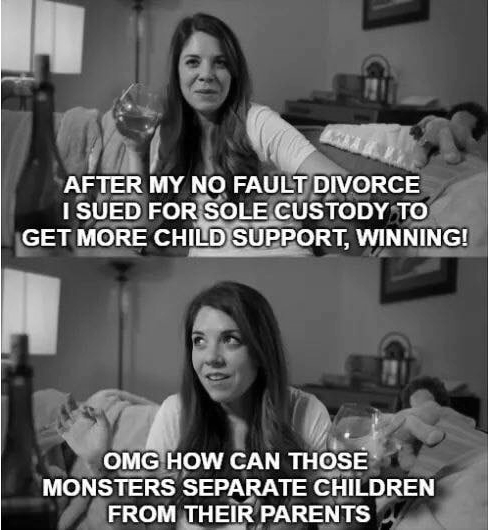 AFTER MY NO FAULT DIVORCE
I SUED FOR SOLE CUSTODY TO
GET MORE CHILD SUPPORT, WINNING!
OMG HOW CAN THOSE
MONSTERS SEPARATE CHILDREN
FROM THEIR PARENTS